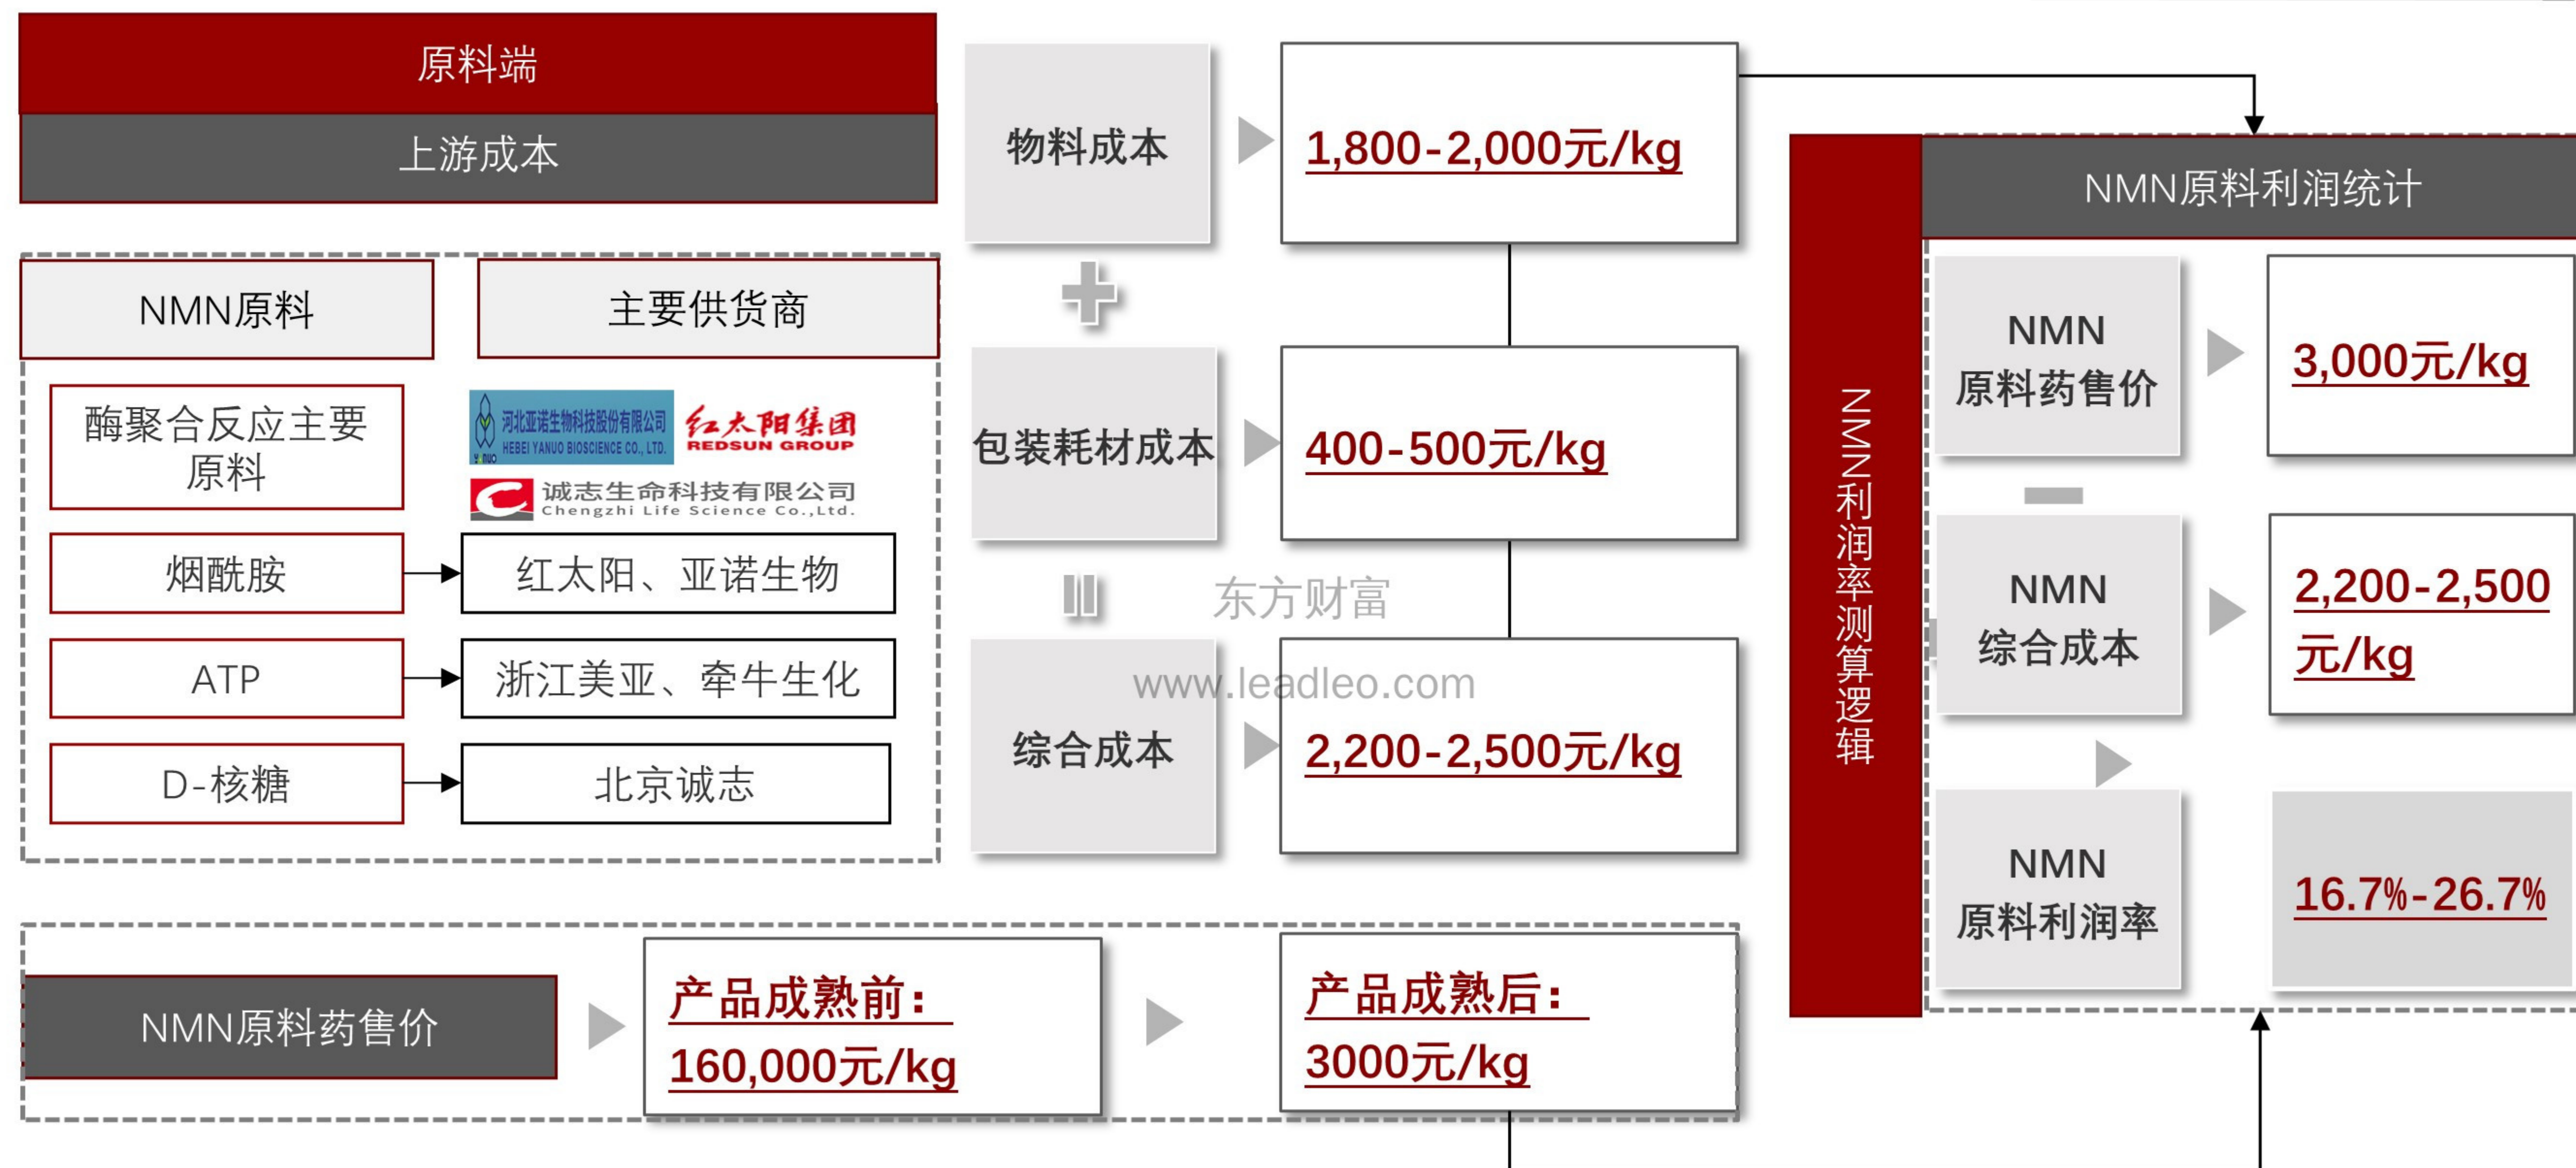 原料端
上游成本
NMN原料
主要供货商
酶聚合反应主要
原料
河北亚诺生物科技股份有限公司
HEBEI YANUO BIOSCIENCE CO., LTD.
红太阳集团
REDSUN GROUP
诚志生命科技有限公司
Chengzhi Life Science Co.,Ltd.
烟酰胺
红太阳、亚诺生物
ATP
浙江美亚、牵牛生化
D-核糖
北京诚志
物料成本
1,800-2,000元/kg
包装耗材成本
400-500元/kg
东方财富
www.leadleo.com
综合成本
2,200-2,500元/kg
NMN原料药售价
产品成熟前:
160,000元/kg
产品成熟后:
3000元/kg
NMN利润率测算逻辑
NMN原料利润统计
NMN
原料药售价
3,000元/kg
NMN
综合成本
2,200-2,500
元/kg
NMN
原料利润率
16.7%-26.7%